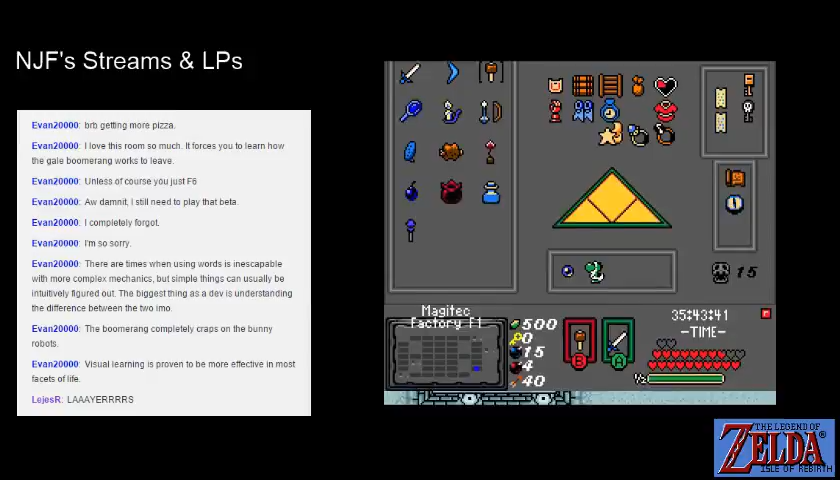 NJF's Streams & LPs
Evan20000: brb getting more pizza.
Evan20000: I love this room so much. It forces you to learn how
the gale boomerang works to leave.
Evan20000: Unless of course you just F6
Evan20000: Aw damnit, I still need to play that beta.
Evan20000: I completely forgot.
Evan20000: I'm so sorry.
Evan20000: There are times when using words is inescapable
with more complex mechanics, but simple things can usually be
intuitively figured out. The biggest thing as a dev is understanding
the difference between the two imo.
Evan20000: The boomerang completely craps on the bunny
robots.
Evan20000: Visual learning is proven to be more effective in most
facets of life.
LejesR: LAAAYERRRRS
15
Magitec
Factory F1
500
0
15
4
40
B
A
35:43:41
-TIME-
1/2
THE LEGEND OF
ZELDA®
ISLE OF REBIRTH